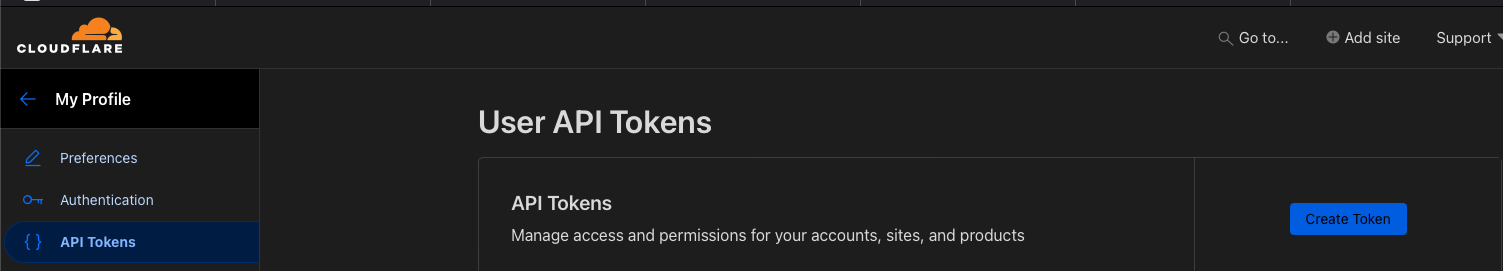 CLOUDFLARE
Go to...
Add site
Support
My Profile
Preferences
Authentication
API Tokens
User API Tokens
API Tokens
Manage access and permissions for your accounts, sites, and products
Create Token